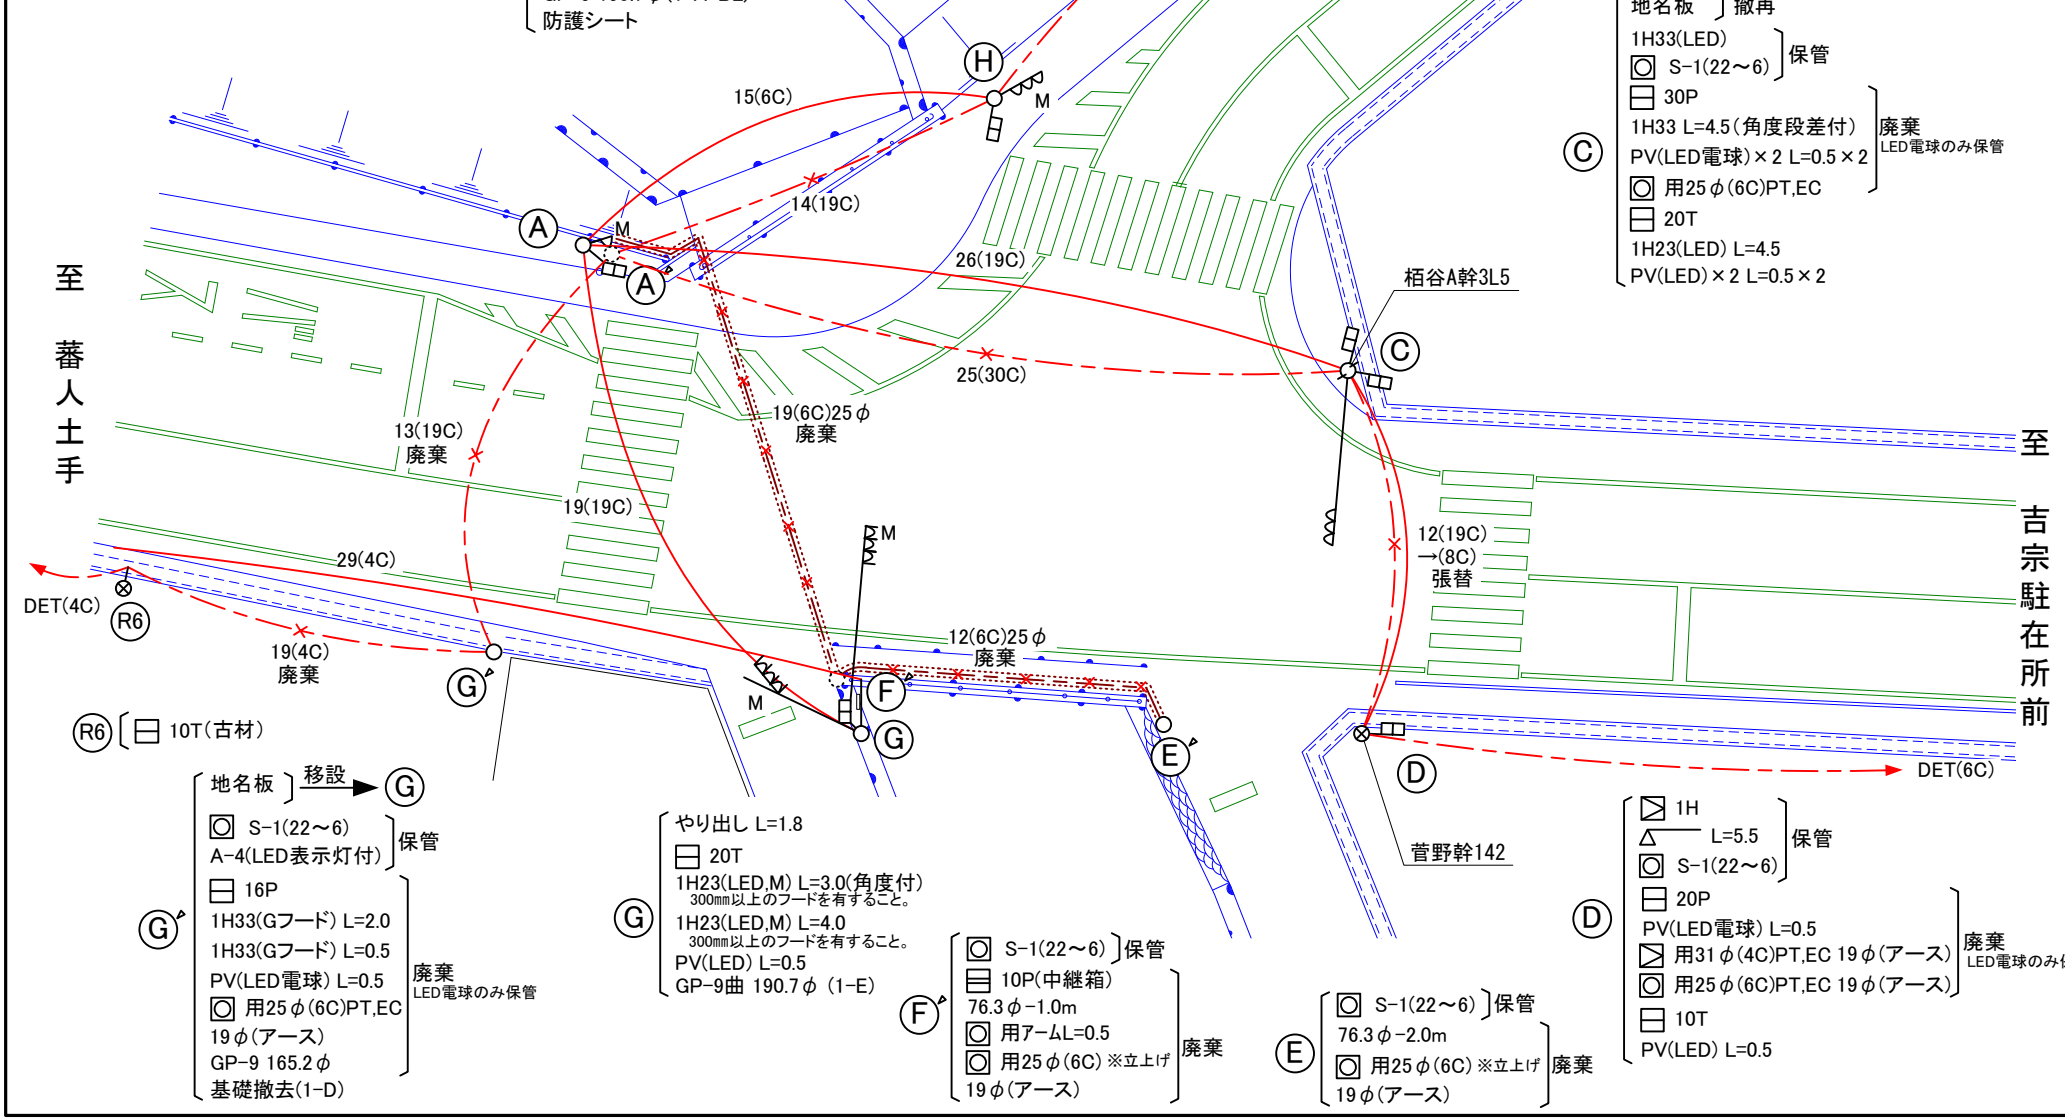 防護シート
地名板 撤再
1H33(LED)
S-1(22～6) 保管
30P
1H33 L=4.5(角度段差付) 廃棄
PV(LED電球)×2 L=0.5×2 LED電球のみ保管
用25φ(6C)PT,EC
20T
1H23(LED) L=4.5
PV(LED)×2 L=0.5×2
C
H
M
15(6C)
14(19C)
A
M
A
26(19C)
栢谷A幹3L5
C
25(30C)
至 蕃人土手
13(19C)
廃棄
19(6C)25φ
廃棄
19(19C)
12(19C)
→(8C)
張替
至 吉宗駐在所前
29(4C)
M
DET(4C)
R6
19(4C)
廃棄
G'
12(6C)25φ
廃棄
M
F'
G
E'
D
DET(6C)
菅野幹142
R6 10T(古材)
G'
地名板 移設 G
S-1(22～6)
A-4(LED表示灯付) 保管
16P
1H33(Gフード) L=2.0
1H33(Gフード) L=0.5
PV(LED電球) L=0.5
廃棄
LED電球のみ保管
用25φ(6C)PT,EC
19φ(アース)
GP-9 165.2φ
基礎撤去(1-D)
G
やり出し L=1.8
20T
1H23(LED,M) L=3.0(角度付)
300㎜以上のフードを有すること。
1H23(LED,M) L=4.0
300㎜以上のフードを有すること。
PV(LED) L=0.5
GP-9曲 190.7φ (1-E)
F'
S-1(22～6) 保管
10P(中継箱)
76.3φ-1.0m
用アームL=0.5
用25φ(6C) ※立上げ 廃棄
19φ(アース)
E
S-1(22～6) 保管
76.3φ-2.0m
用25φ(6C) ※立上げ 廃棄
19φ(アース)
D
1H
L=5.5 保管
S-1(22～6)
20P
PV(LED電球) L=0.5
用31φ(4C)PT,EC 19φ(アース) 廃棄
用25φ(6C)PT,EC 19φ(アース) LED電球のみ
10T
PV(LED) L=0.5